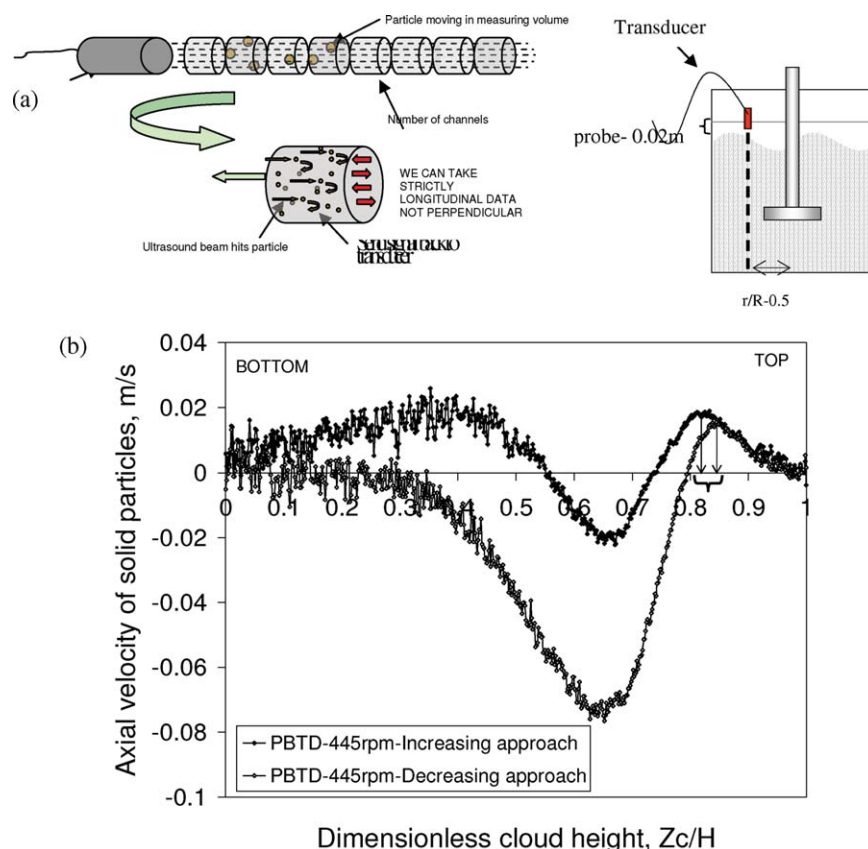 Particle moving in measuring volume
Transducer
(a)
Number of channels
probe- 0.02m
WE CAN TAKE
STRICTLY
LONGITUDINAL DATA
NOT PERPENDICULAR
Ultrasound beam hits particle
r/R-0.5
(b)
0.04
0.02
0
-0.02
-0.04
-0.06
-0.08
-0.1
BOTTOM
TOP
0 0.1 0.2 0.3 0.4 0.5 0.6 0.7 0.8 0.9 1
Axial velocity of solid particles, m/s
PBTD-445rpm-Increasing approach
PBTD-445rpm-Decreasing approach
Dimensionless cloud height, Zc/H